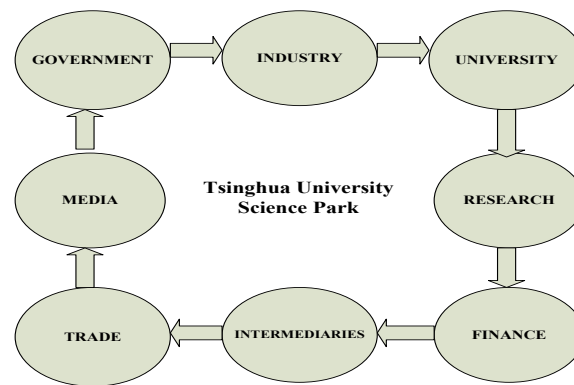 GOVERNMENT
INDUSTRY
UNIVERSITY
MEDIA
Tsinghua University
Science Park
RESEARCH
TRADE
INTERMEDIARIES
FINANCE